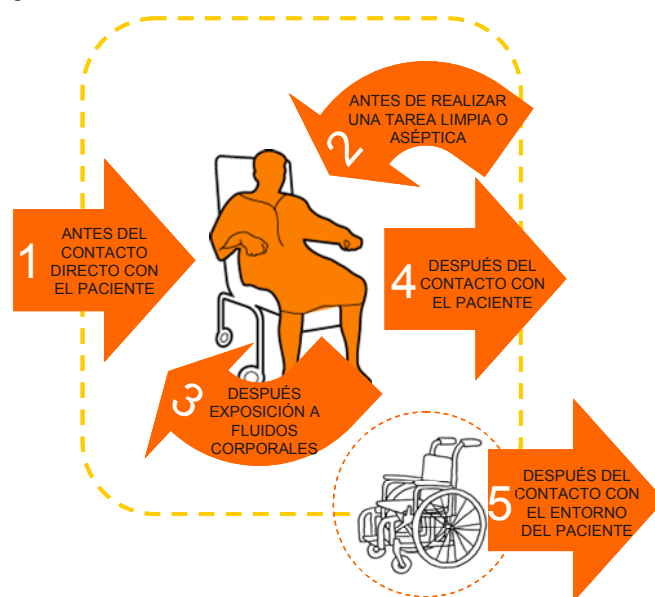 1
ANTES DEL
CONTACTO
DIRECTO CON
EL PACIENTE
2
ANTES DE REALIZAR
UNA TAREA LIMPIA O
ASÉPTICA
3
DESPUÉS
EXPOSICIÓN A
FLUIDOS
CORPORALES
4
DESPUÉS DEL
CONTACTO CON
EL PACIENTE
5
DESPUÉS DEL
CONTACTO CON
EL ENTORNO
DEL PACIENTE